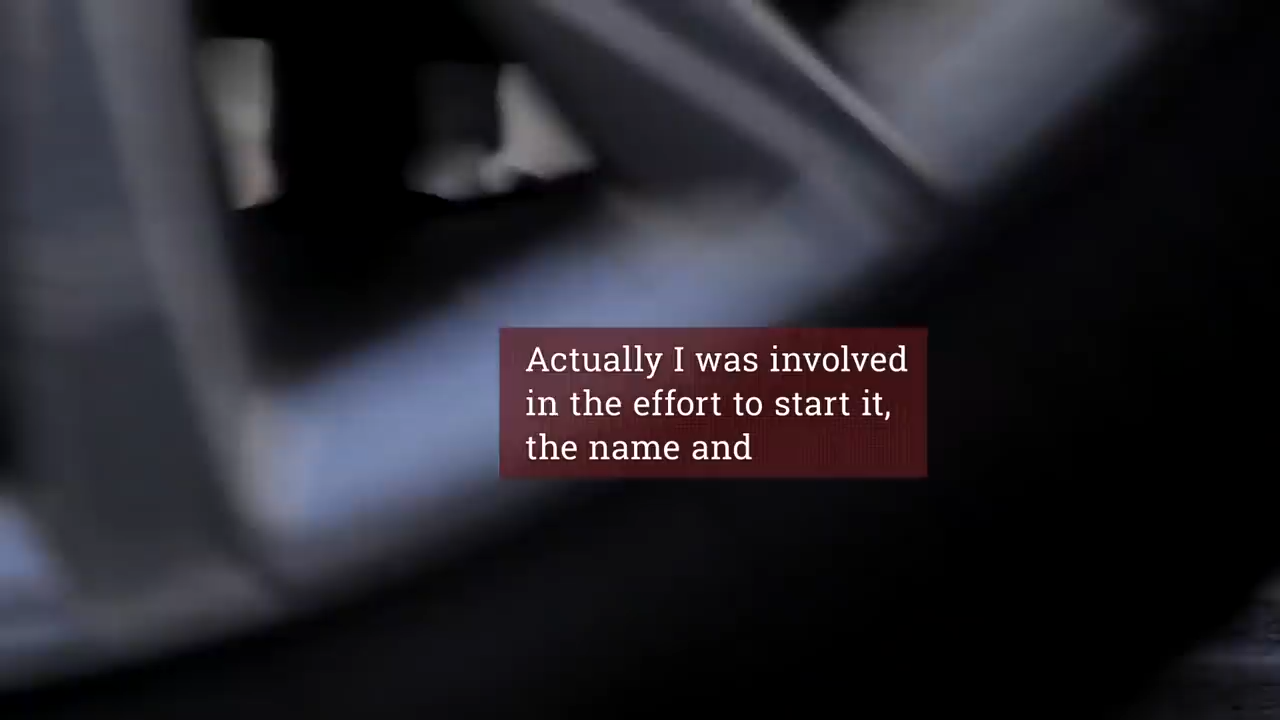 Actually I was involved
in the effort to start it,
the name and